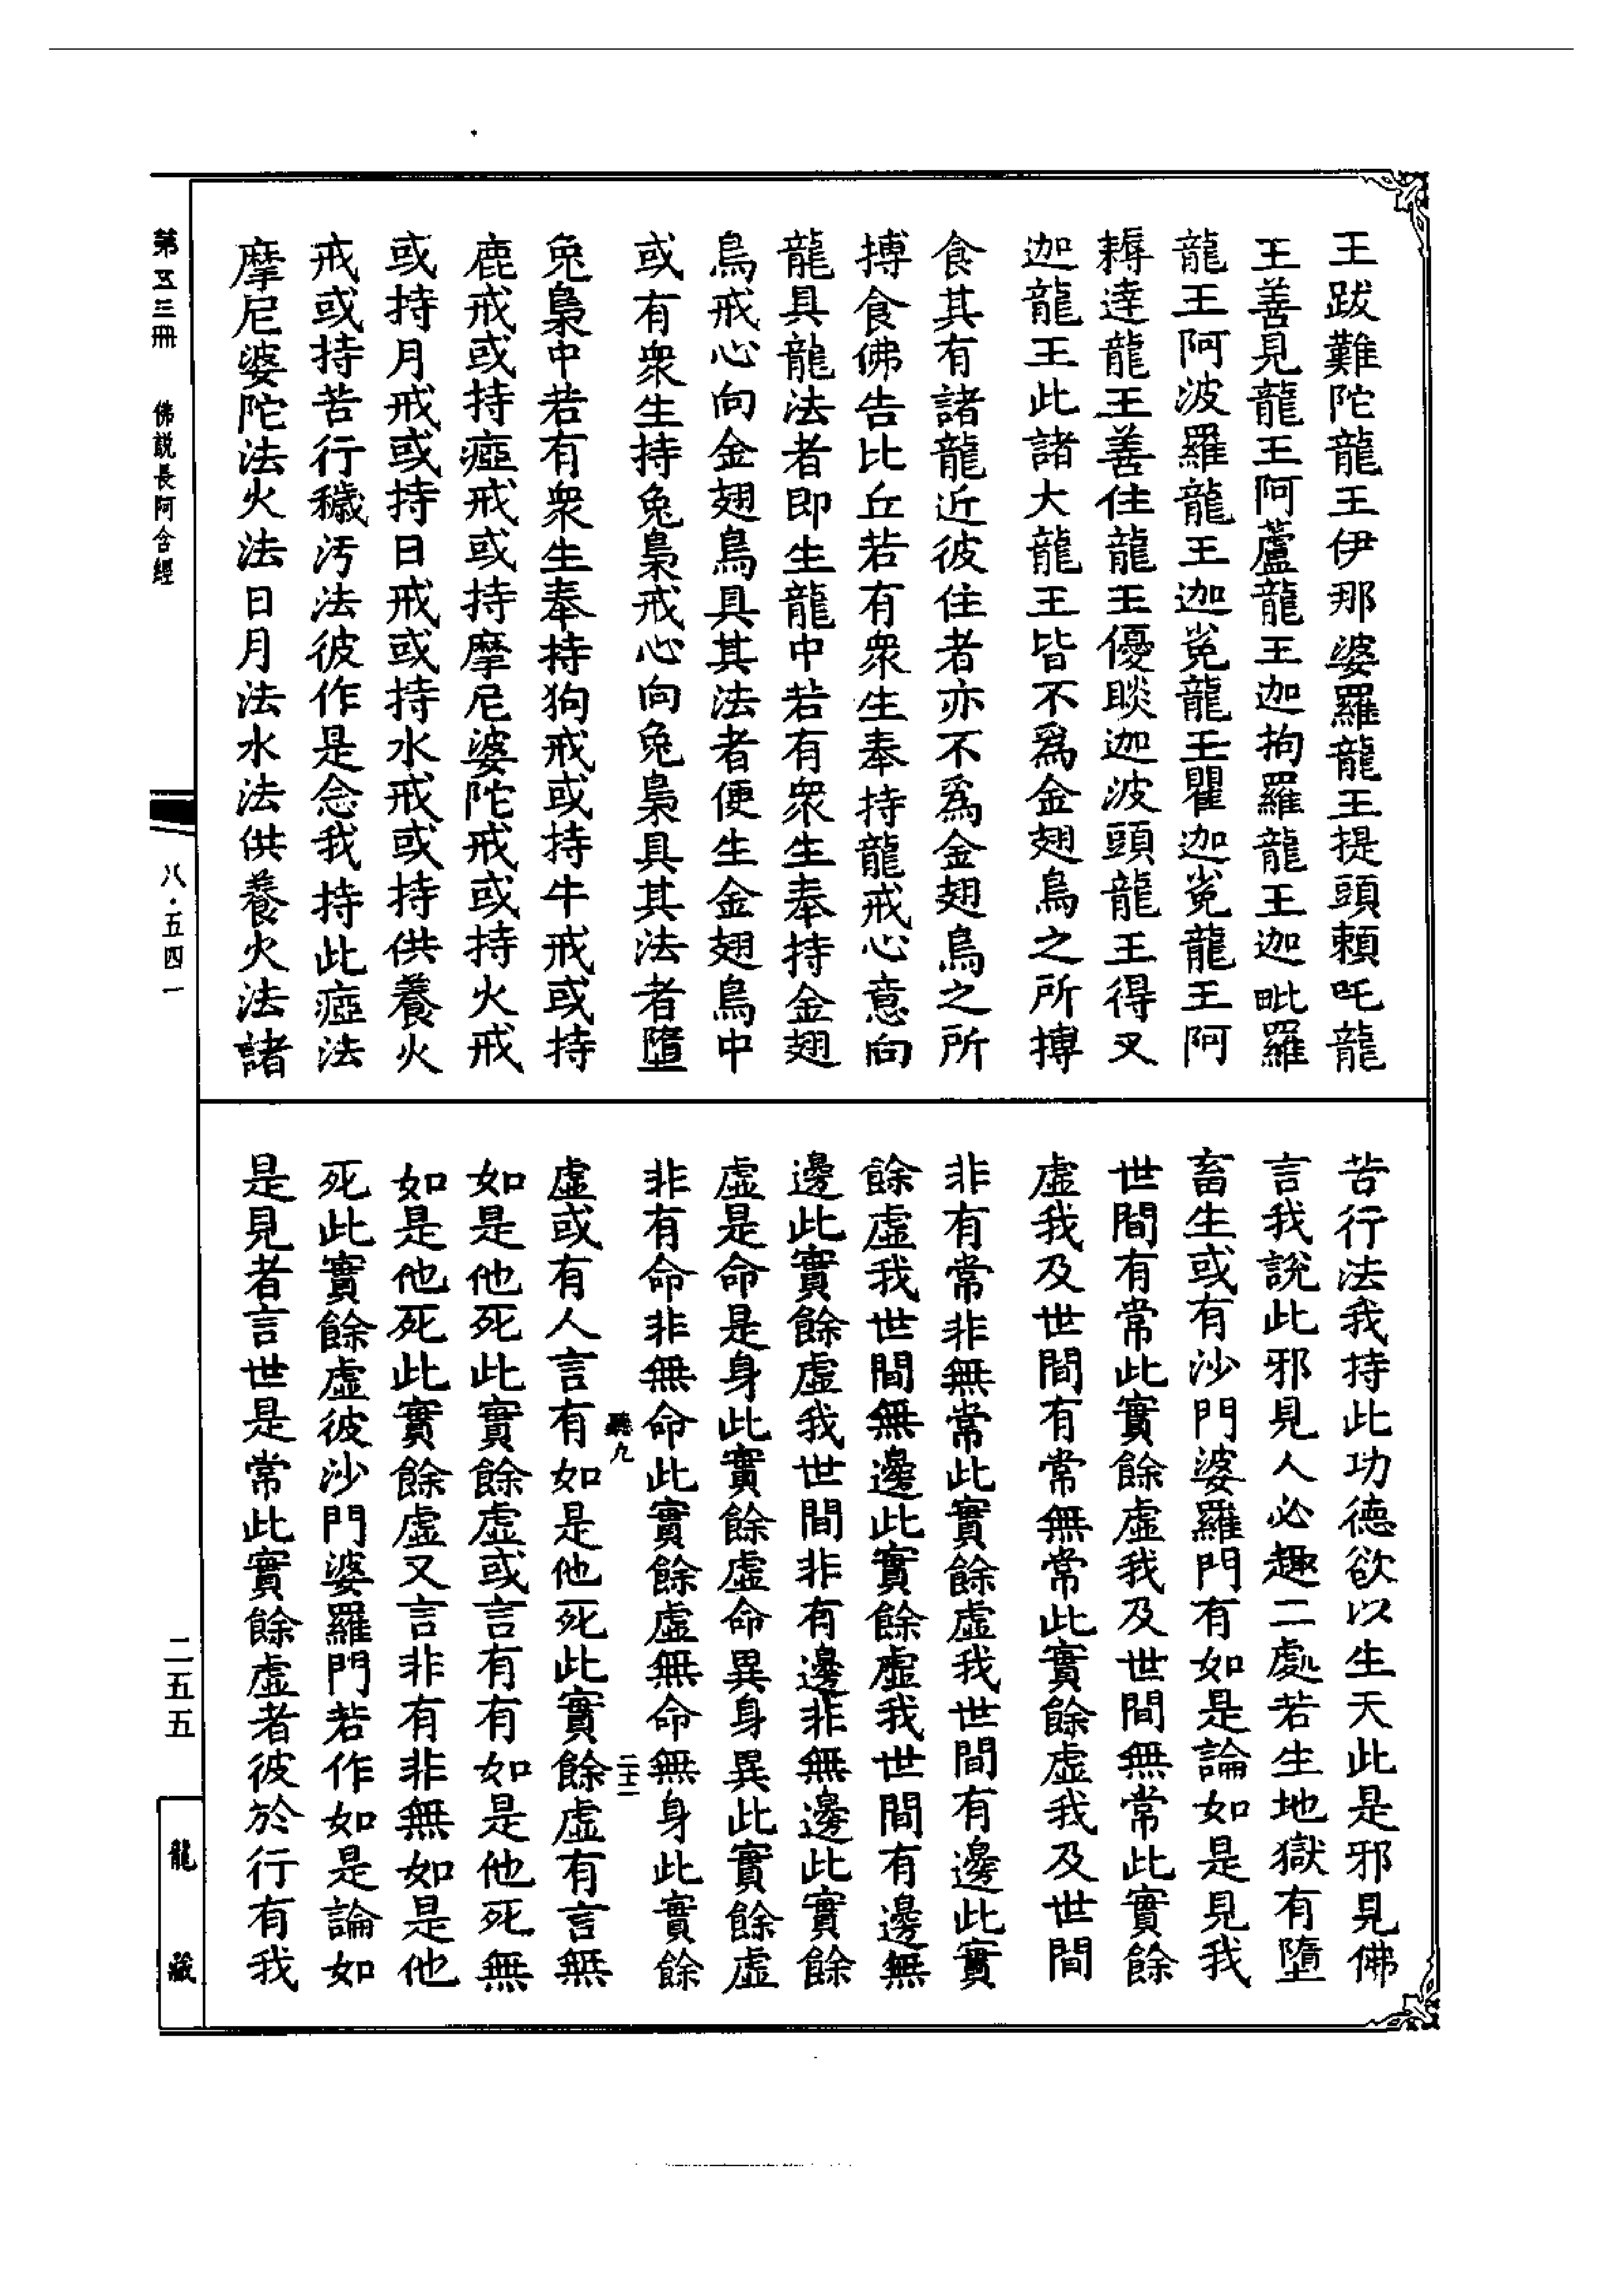 王跋難陀龍王伊那婆羅龍王提頭賴吒龍
王善見龍王阿蘆龍王迦拘羅龍王迦毗羅
龍王阿波羅龍王迦㝹龍王瞿迦㝹龍王阿
耨達龍王善住龍王優睒迦波頭龍王得叉
迦龍王此諸大龍王皆不為金翅鳥之所搏
食其有諸龍近彼住者亦不為金翅鳥之所
搏食佛告比丘若有衆生奉持龍戒心意向
龍具龍法者即生龍中若有衆生奉持金翅
鳥戒心向金翅鳥具其法者便生金翅鳥中
或有衆生持兔梟戒心向兔梟具其法者墮
兔梟中若有衆生奉持狗戒或持牛戒或持
鹿戒或持瘂戒或持摩尼婆陀戒或持火戒
或持月戒或持日戒或持水戒或持供養火
戒或持苦行穢汚法彼作是念我持此瘂法
摩尼婆陀法火法日月法水法供養火法諸
苦行法我持此功德欲以生天此是邪見佛
言我說此邪見人必趣二處若生地獄有墮
畜生或有沙門婆羅門有如是論如是見我
世間有常此實餘虛我及世間無常此實餘
虛我及世間有常無常此實餘虛我及世間
非有常非無常此實餘虛我世間有邊此實
餘虛我世間無邊此實餘虛我世間有邊無
邊此實餘虛我世間非有邊非無邊此實餘
虛是命是身此實餘虛命異身異此實餘虛
非有命非無命此實餘虛無命無身此實餘
聽九
二十二
虛或有人言有如是他死此實餘虛有言無
如是他死此實餘虛或言有有如是他死無
如是他死此實餘虛又言非有非無如是他
死此實餘虛彼沙門婆羅門若作如是論如
是見者言世是常此實餘虛者彼於行有我
第五三冊 佛説長阿含經
八·五四一
二五五
龍藏